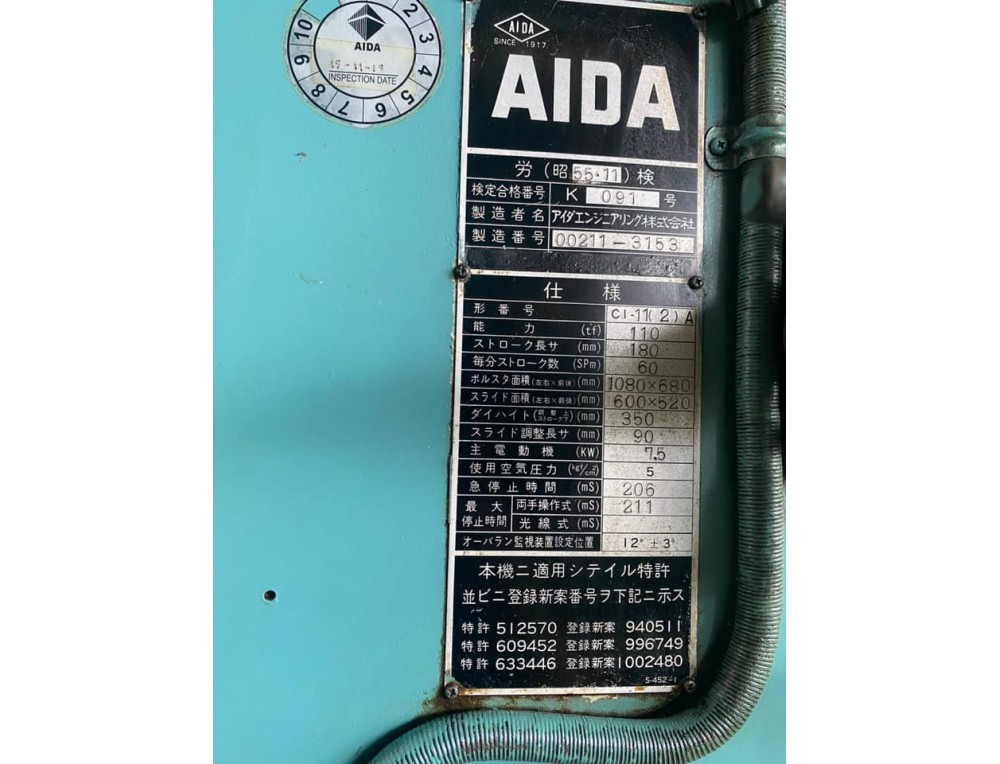 10 2 3 4 5 6 7 8 9
AIDA
INSPECTION DATE
AIDA
SINCE 1917
AIDA
労(昭55·11)検
検定合格番号 K 091 号
製造者名 アイダエンジニアリング株式会社
製造番号 00211-3153
仕様
形番号 C1-11(2)A
能力 (tf) 110
ストローク長サ (mm) 180
毎分ストローク数 (SPm) 60
ボルスタ面積(左右×前後)(mm) 1080×680
スライド面積(左右×前後)(mm) 600×520
ダイハイト (mm) 350
スライド調整長サ (mm) 90
主電動機 (KW) 7.5
使用空気圧力 (kgf/cm²) 5
急停止時間 (mS) 206
最大停止時間 両手操作式 (mS) 211
光線式 (mS)
オーバラン監視装置設定位置 12°±3°
本機ニ適用シテイル特許
並ビニ登録新案番号ヲ下記ニ示ス
特許 512570 登録新案 940511
特許 609452 登録新案 996749
特許 633446 登録新案 1002480
S-452-1